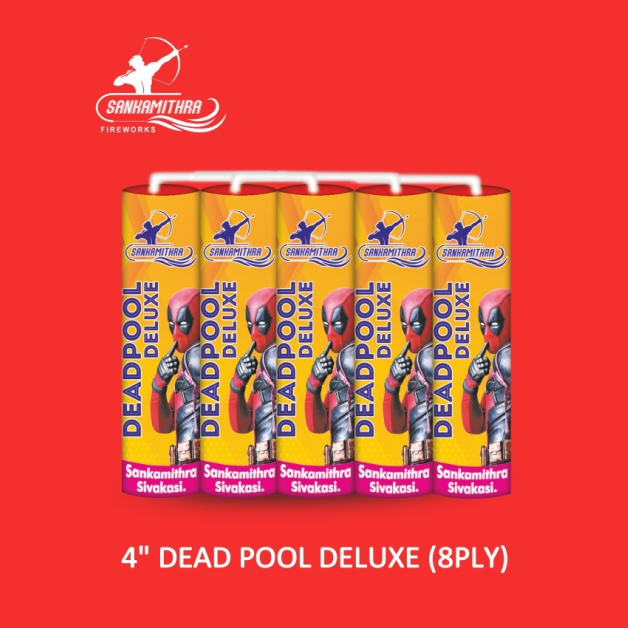 SANKAMITHRA
FIREWORKS
SANKAMITHRA SANKAMITHRA SANKAMITHRA SANKAMITHRA SANKAMITHRA
DEADPOOL DEADPOOL DEADPOOL DEADPOOL DEADPOOL
DELUXE DELUXE DELUXE DELUXE DELUXE
Sankamithra Sankamithra Sankamithra Sankamithra Sankamithra
Sivakasi. Sivakasi. Sivakasi. Sivakasi. Sivakasi.
4" DEAD POOL DELUXE (8PLY)